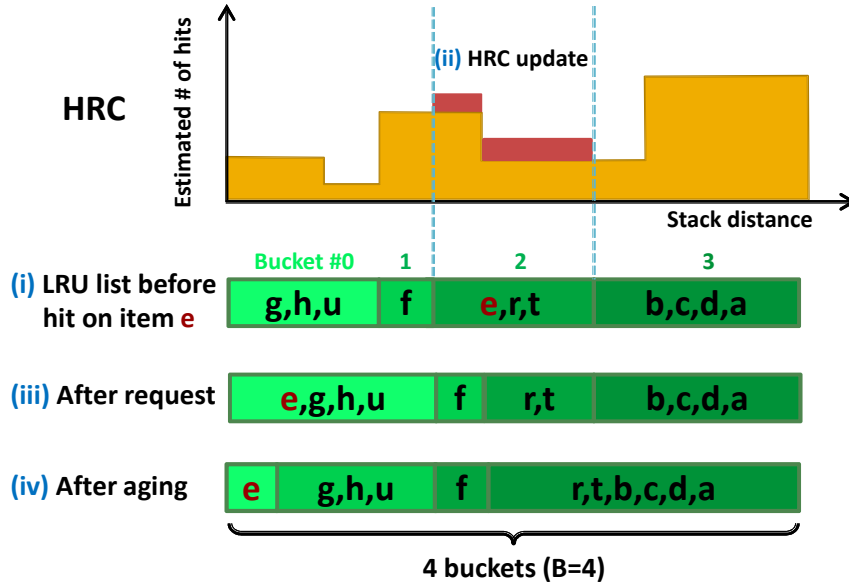 Estimated # of hits
(ii) HRC update
HRC
Stack distance
Bucket #0 1 2 3
(i) LRU list before
hit on item e
g,h,u f e,r,t b,c,d,a
(iii) After request
e,g,h,u f r,t b,c,d,a
(iv) After aging
e g,h,u f r,t,b,c,d,a
4 buckets (B=4)